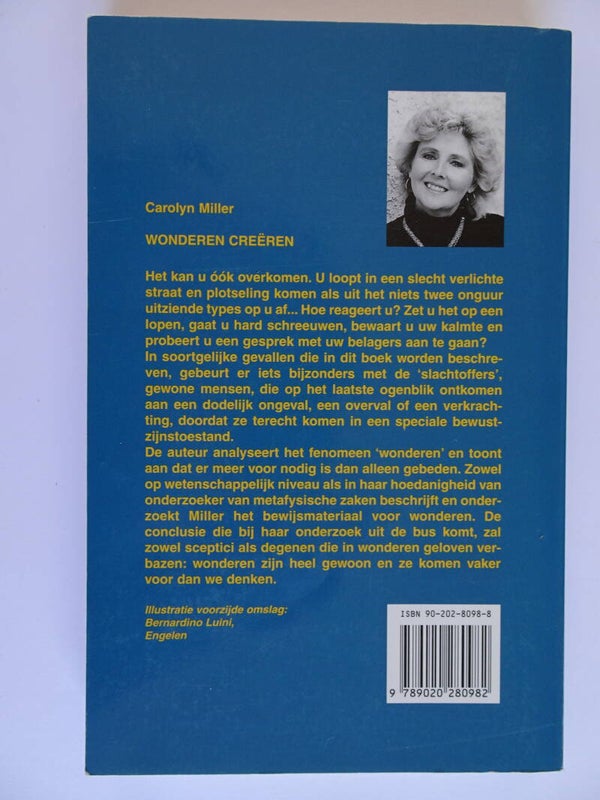 Carolyn Miller
WONDEREN CREËREN
Het kan u óók overkomen. U loopt in een slecht verlichte
straat en plotseling komen als uit het niets twee onguur
uitziende types op u af... Hoe reageert u? Zet u het op een
lopen, gaat u hard schreeuwen, bewaart u uw kalmte en
probeert u een gesprek met uw belagers aan te gaan?
In soortgelijke gevallen die in dit boek worden beschre-
ven, gebeurt er iets bijzonders met de ‘slachtoffers’,
gewone mensen, die op het laatste ogenblik ontkomen
aan een dodelijk ongeval, een overval of een verkrach-
ting, doordat ze terecht komen in een speciale bewust-
zijnstoestand.
De auteur analyseert het fenomeen ‘wonderen’ en toont
aan dat er meer voor nodig is dan alleen gebeden. Zowel
op wetenschappelijk niveau als in haar hoedanigheid van
onderzoeker van metafysische zaken beschrijft en onder-
zoekt Miller het bewijsmateriaal voor wonderen. De
conclusie die bij haar onderzoek uit de bus komt, zal
zowel sceptici als degenen die in wonderen geloven ver-
bazen: wonderen zijn heel gewoon en ze komen vaker
voor dan we denken.
Illustratie voorzijde omslag:
Bernardino Luini,
Engelen
ISBN 90-202-8098-8
9 789020 280982